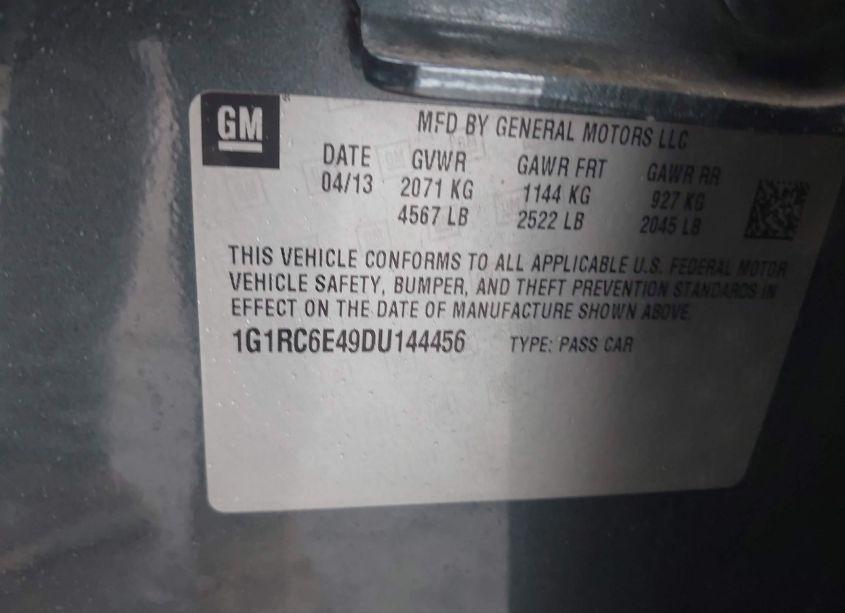 GM
MFD BY GENERAL MOTORS LLC
DATE GVWR GAWR FRT GAWR RR
04/13 2071 KG 1144 KG 927 KG
4567 LB 2522 LB 2045 LB
THIS VEHICLE CONFORMS TO ALL APPLICABLE U.S. FEDERAL MOTOR
VEHICLE SAFETY, BUMPER, AND THEFT PREVENTION STANDARDS IN
EFFECT ON THE DATE OF MANUFACTURE SHOWN ABOVE.
1G1RC6E49DU144456 TYPE: PASS CAR